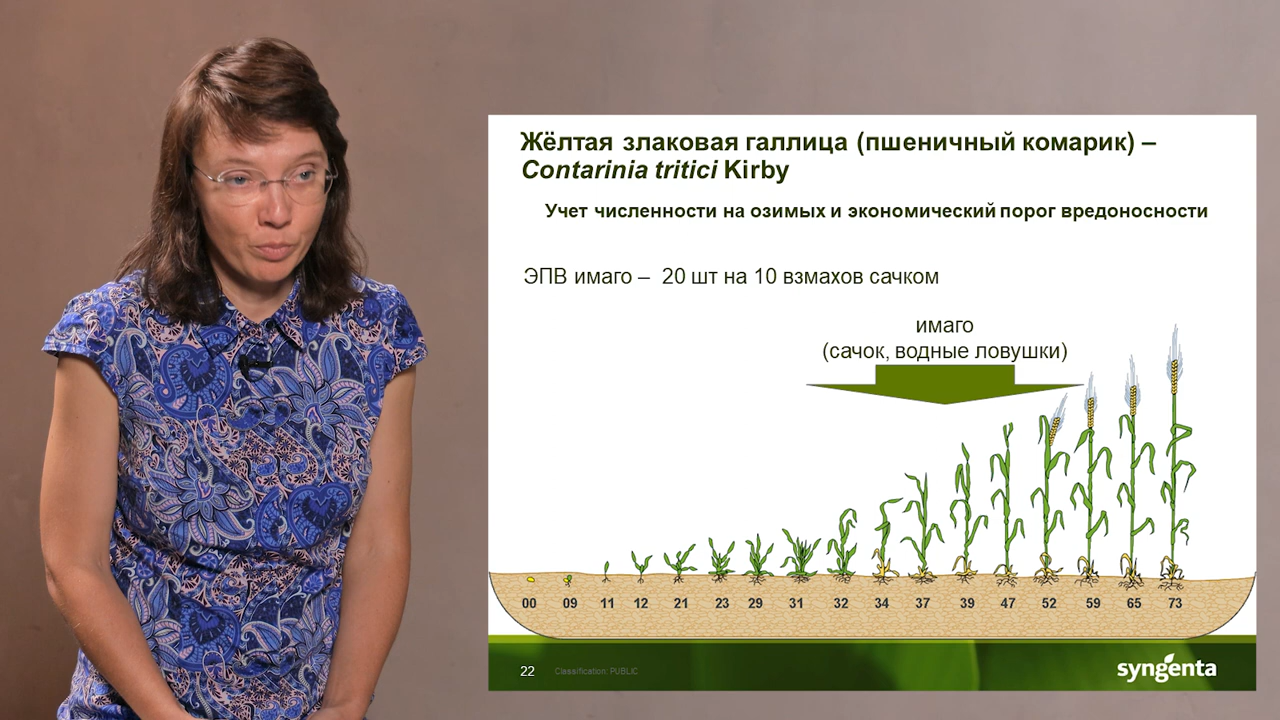 Жёлтая злаковая галлица (пшеничный комарик) –
Contarinia tritici Kirby
Учет численности на озимых и экономический порог вредоносности
ЭПВ имаго – 20 шт на 10 взмахов сачком
имаго
(сачок, водные ловушки)
00 09 11 12 21 23 29 31 32 34 37 39 47 52 59 65 73
22 Classification: PUBLIC
syngenta